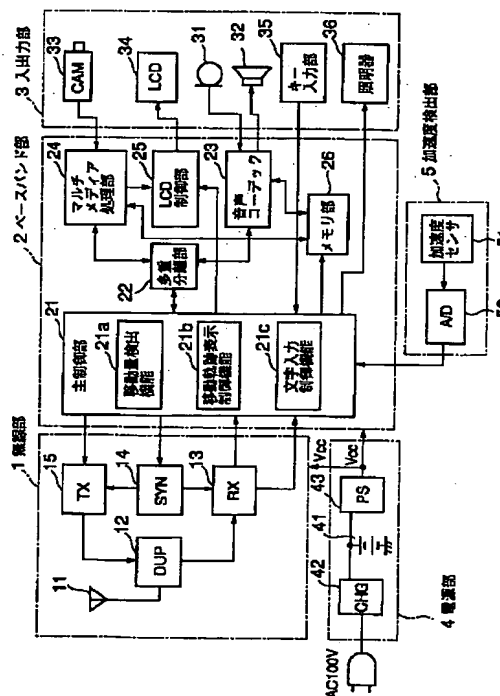 1 無線部
11
12
DUP
15
TX
14
SYN
13
RX
2 ベースバンド部
21
主制御部
21a
移動量検出
機能
21b
移動軌跡表示
制御機能
21c
文字入力
制御機能
22
多重
分離部
24
マルチ
メディア
処理部
25
LCD
制御部
23
音声
コーデック
26
メモリ部
3 入出力部
33
CAM
34
LCD
31
32
35
キー
入力部
36
照明器
4 電源部
AC100V
42
CHG
41
43
PS
Vcc
Vcc
5 加速度検出部
加速度
センサ
A/D